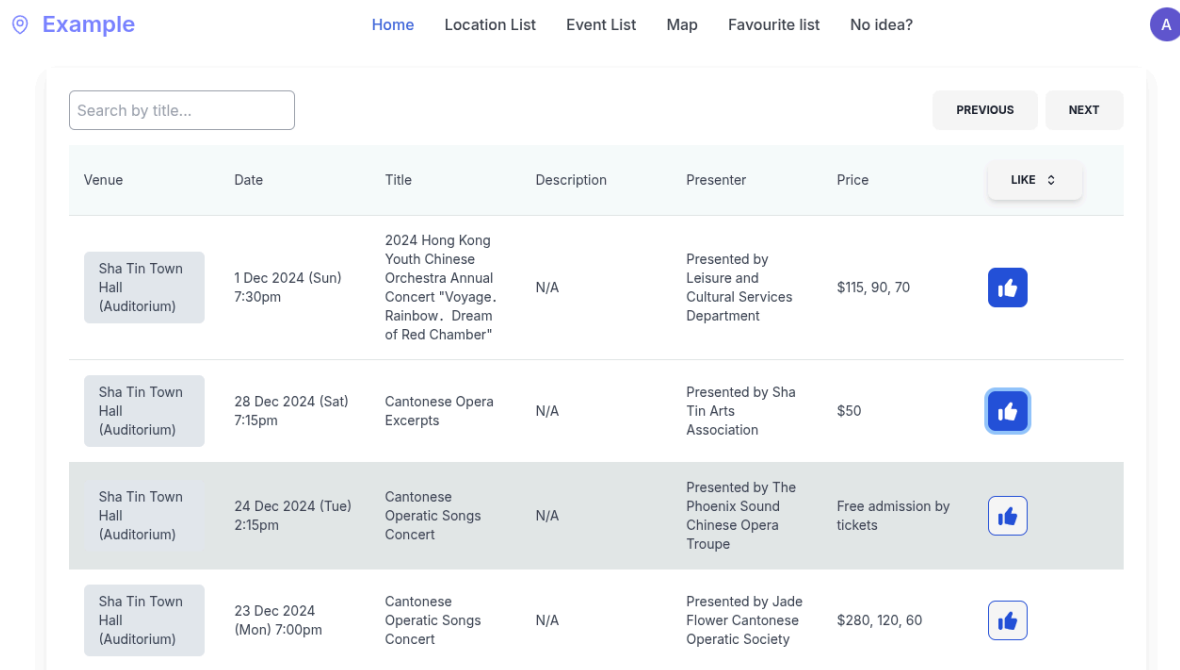 Example
Home Location List Event List Map Favourite list No idea?
A
Search by title...
PREVIOUS NEXT
Venue Date Title Description Presenter Price LIKE
Sha Tin Town
Hall
(Auditorium)
1 Dec 2024 (Sun)
7:30pm
2024 Hong Kong
Youth Chinese
Orchestra Annual
Concert "Voyage．
Rainbow．Dream
of Red Chamber"
N/A
Presented by
Leisure and
Cultural Services
Department
$115, 90, 70
Sha Tin Town
Hall
(Auditorium)
28 Dec 2024 (Sat)
7:15pm
Cantonese Opera
Excerpts
N/A
Presented by Sha
Tin Arts
Association
$50
Sha Tin Town
Hall
(Auditorium)
24 Dec 2024 (Tue)
2:15pm
Cantonese
Operatic Songs
Concert
N/A
Presented by The
Phoenix Sound
Chinese Opera
Troupe
Free admission by
tickets
Sha Tin Town
Hall
(Auditorium)
23 Dec 2024
(Mon) 7:00pm
Cantonese
Operatic Songs
Concert
N/A
Presented by Jade
Flower Cantonese
Operatic Society
$280, 120, 60